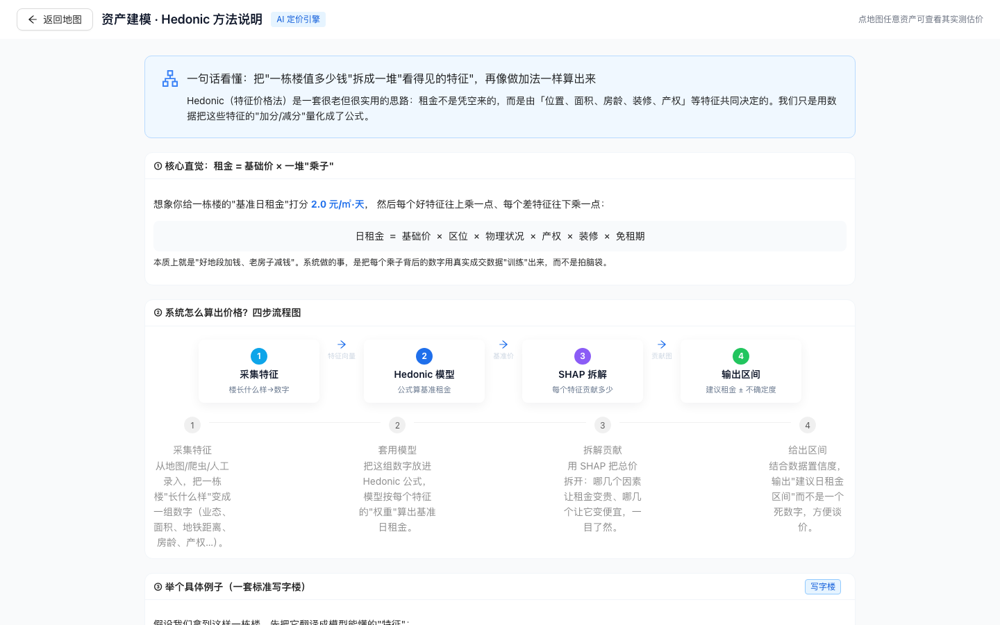 返回地图
资产建模 · Hedonic 方法说明
AI 定价引擎
点地图任意资产可查看其实测估价
一句话看懂：把"一栋楼值多少钱"拆成一堆"看得见的特征"，再像做加法一样算出来
Hedonic（特征价格法）是一套很老但很实用的思路：租金不是凭空来的，而是由「位置、面积、房龄、装修、产权」等特征共同决定的。我们只是用数
据把这些特征的"加分/减分"量化成了公式。
① 核心直觉：租金 = 基础价 × 一堆"乘子"
想象你给一栋楼的"基准日租金"打分 2.0 元/㎡·天， 然后每个好特征往上乘一点、每个差特征往下乘一点：
日租金 = 基础价 × 区位 × 物理状况 × 产权 × 装修 × 免租期
本质上就是"好地段加钱、老房子减钱"。系统做的事，是把每个乘子背后的数字用真实成交数据"训练"出来，而不是拍脑袋。
② 系统怎么算出价格？四步流程图
1
采集特征
楼长什么样→数字
特征向量
2
Hedonic 模型
公式算基准租金
基准价
3
SHAP 拆解
每个特征贡献多少
贡献图
4
输出区间
建议租金 ± 不确定度
1
采集特征
从地图/爬虫/人工
录入，把一栋
楼"长什么样"变成
一组数字（业态、
面积、地铁距离、
房龄、产权…）。
2
套用模型
把这组数字放进
Hedonic 公式，
模型按每个特征
的"权重"算出基准
日租金。
3
拆解贡献
用 SHAP 把总价
拆开：哪几个因素
让租金变贵、哪几
个让它变便宜，一
目了然。
4
给出区间
结合数据置信度，
输出"建议日租金
区间"而不是一个
死数字，方便谈
价。
③ 举个具体例子（一套标准写字楼）
写字楼
假设我们拿到这样一栋楼，先把它翻译成模型能懂的"特征"：